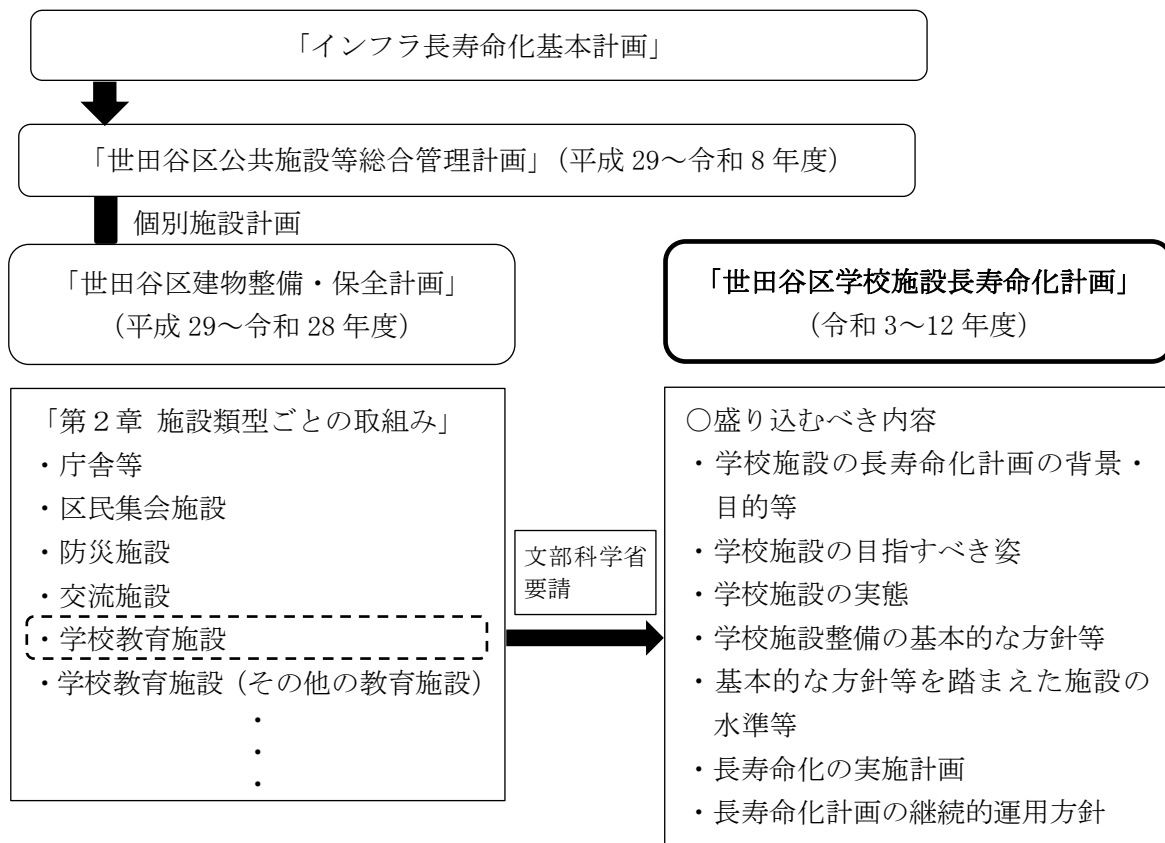 「インフラ長寿命化基本計画」
「世田谷区公共施設等総合管理計画」（平成 29～令和 8 年度）
個別施設計画
「世田谷区建物整備・保全計画」
（平成 29～令和 28 年度）
「世田谷区学校施設長寿命化計画」
（令和 3～12 年度）
「第２章 施設類型ごとの取組み」
・庁舎等
・区民集会施設
・防災施設
・交流施設
・学校教育施設
・学校教育施設（その他の教育施設）
・
・
・
文部科学省
要請
○盛り込むべき内容
・学校施設の長寿命化計画の背景・
目的等
・学校施設の目指すべき姿
・学校施設の実態
・学校施設整備の基本的な方針等
・基本的な方針等を踏まえた施設の
水準等
・長寿命化の実施計画
・長寿命化計画の継続的運用方針